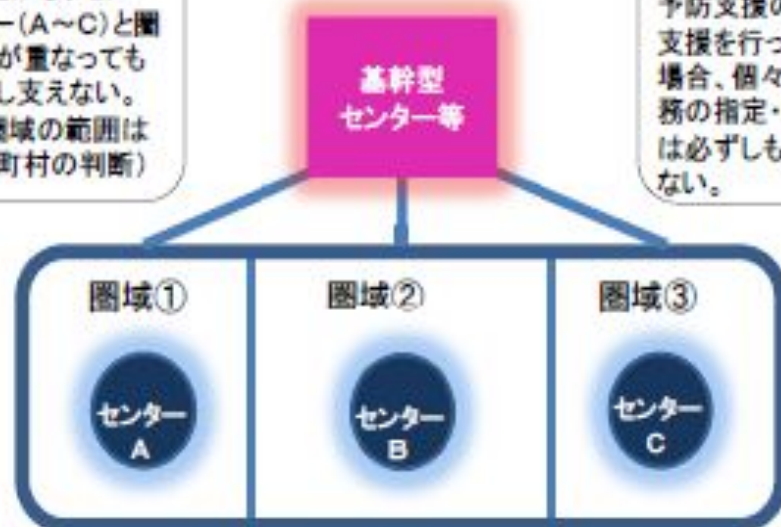 ー(A～C)と圏
が重なっても
し支えない。
圏域の範囲は
町村の判断)
基幹型
センター等
予防支援の
支援を行っ
場合、個々
務の指定・
は必ずしも
ない。
圏域①
圏域②
圏域③
センター
A
センター
B
センター
C